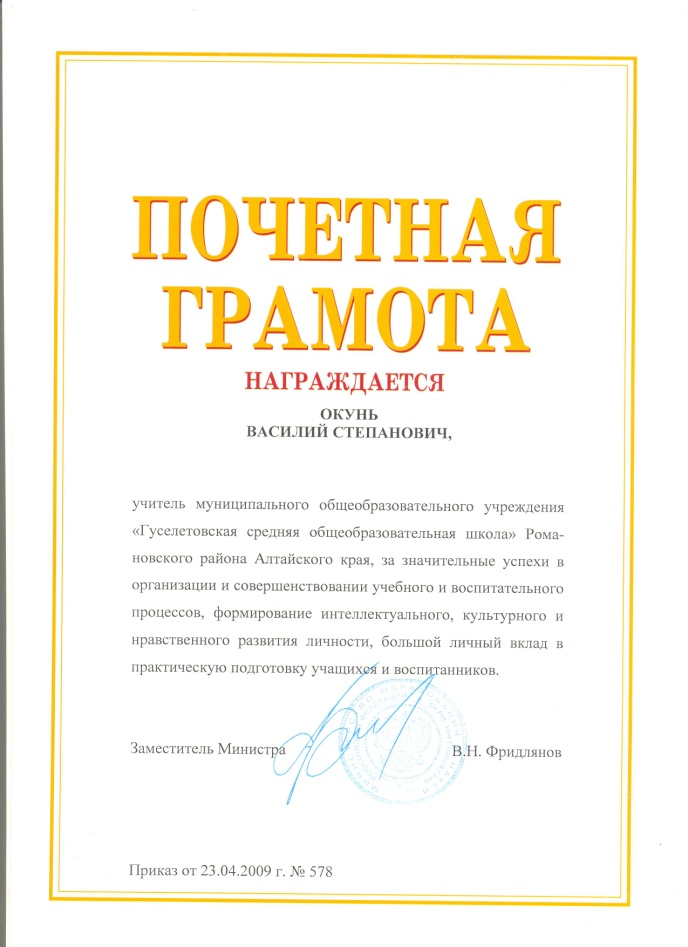 ПОЧЕТНАЯ
ГРАМОТА
НАГРАЖДАЕТСЯ
ОКУНЬ
ВАСИЛИЙ СТЕПАНОВИЧ,
учитель муниципального общеобразовательного учреждения
«Гуселетовская средняя общеобразовательная школа» Рома-
новского района Алтайского края, за значительные успехи в
организации и совершенствовании учебного и воспитательного
процессов, формирование интеллектуального, культурного и
нравственного развития личности, большой личный вклад в
практическую подготовку учащихся и воспитанников.
Заместитель Министра В.Н. Фридлянов
Приказ от 23.04.2009 г. № 578